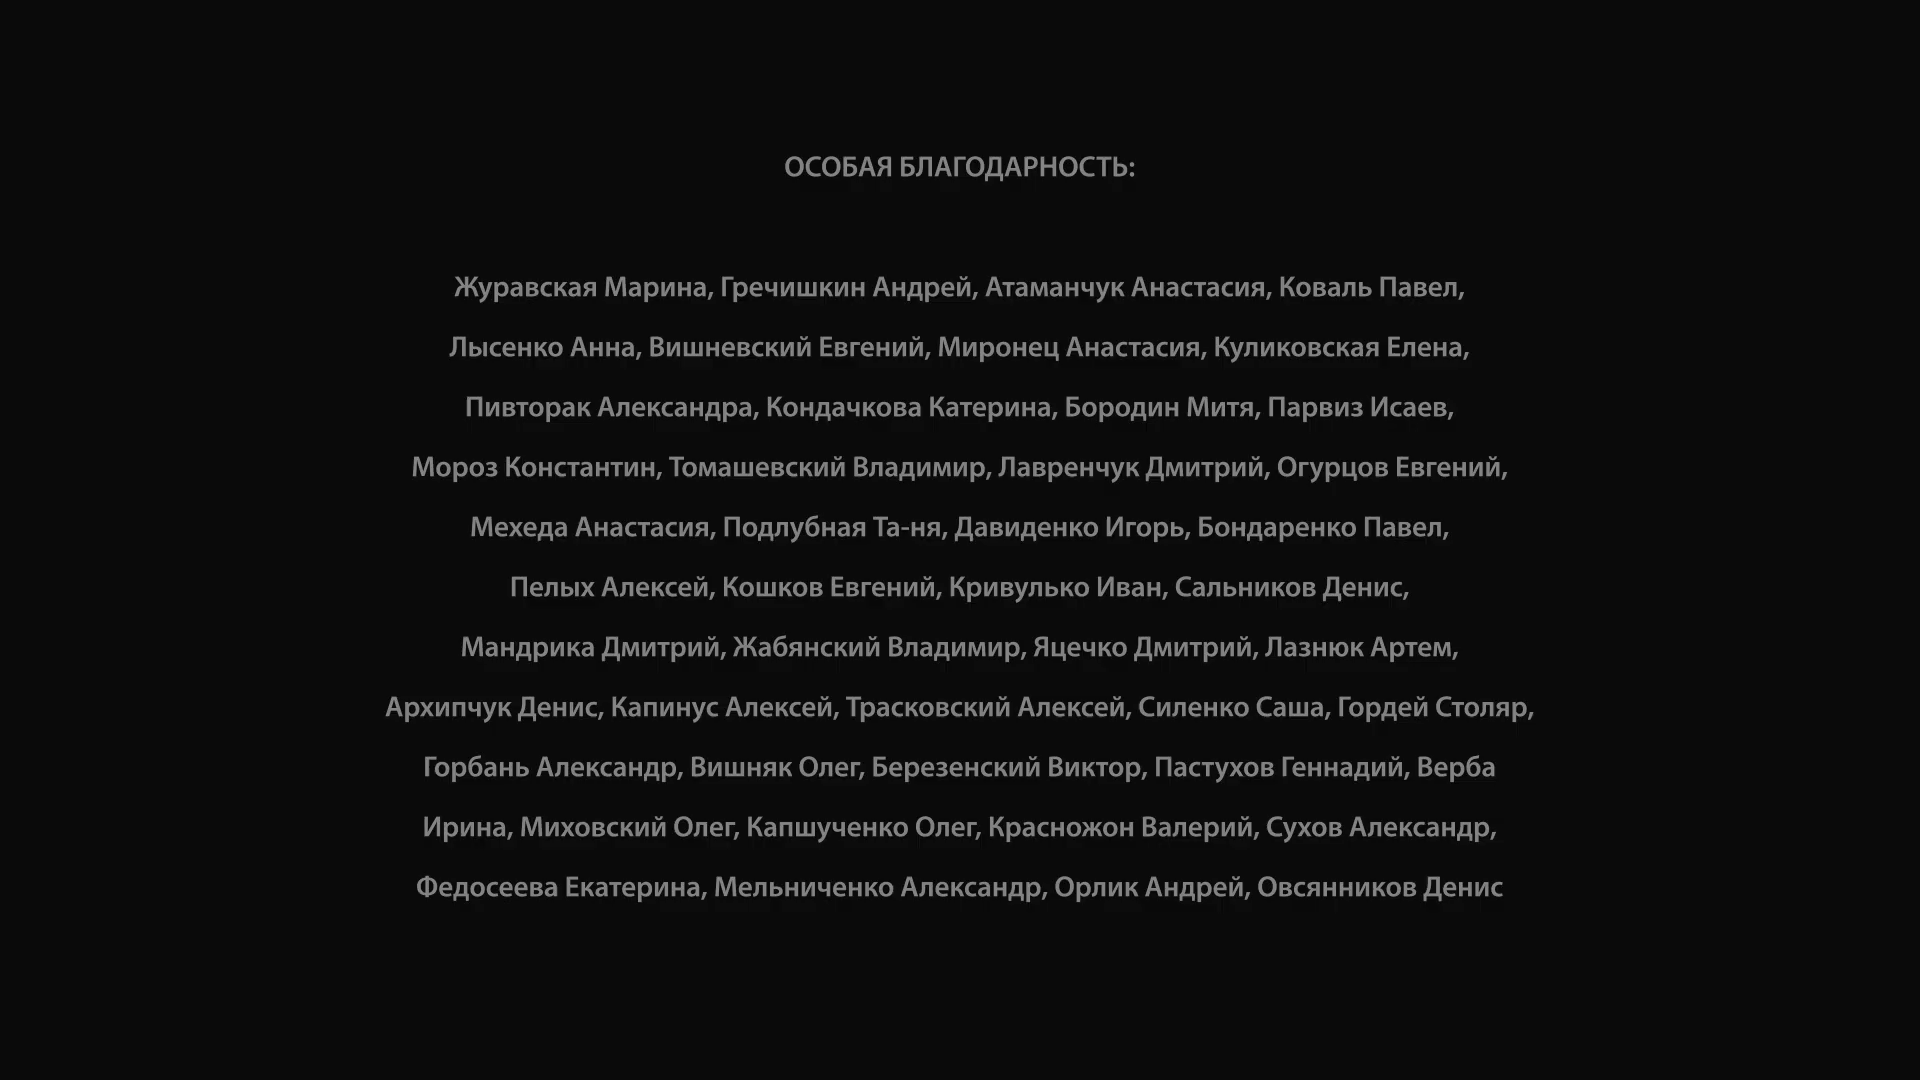 ОСОБАЯ БЛАГОДАРНОСТЬ:
Журавская Марина, Гречишкин Андрей, Атаманчук Анастасия, Коваль Павел,
Лысенко Анна, Вишневский Евгений, Миронец Анастасия, Куликовская Елена,
Пивторак Александра, Кондачкова Катерина, Бородин Митя, Парвиз Исаев,
Мороз Константин, Томашевский Владимир, Лавренчук Дмитрий, Огурцов Евгений,
Мехеда Анастасия, Подлубная Та-ня, Давиденко Игорь, Бондаренко Павел,
Пелых Алексей, Кошков Евгений, Кривулько Иван, Сальников Денис,
Мандрика Дмитрий, Жабянский Владимир, Яцечко Дмитрий, Лазнюк Артем,
Архипчук Денис, Капинус Алексей, Трасковский Алексей, Силенко Саша, Гордей Столяр,
Горбань Александр, Вишняк Олег, Березенский Виктор, Пастухов Геннадий, Верба
Ирина, Миховский Олег, Капшученко Олег, Красножон Валерий, Сухов Александр,
Федосеева Екатерина, Мельниченко Александр, Орлик Андрей, Овсянников Денис